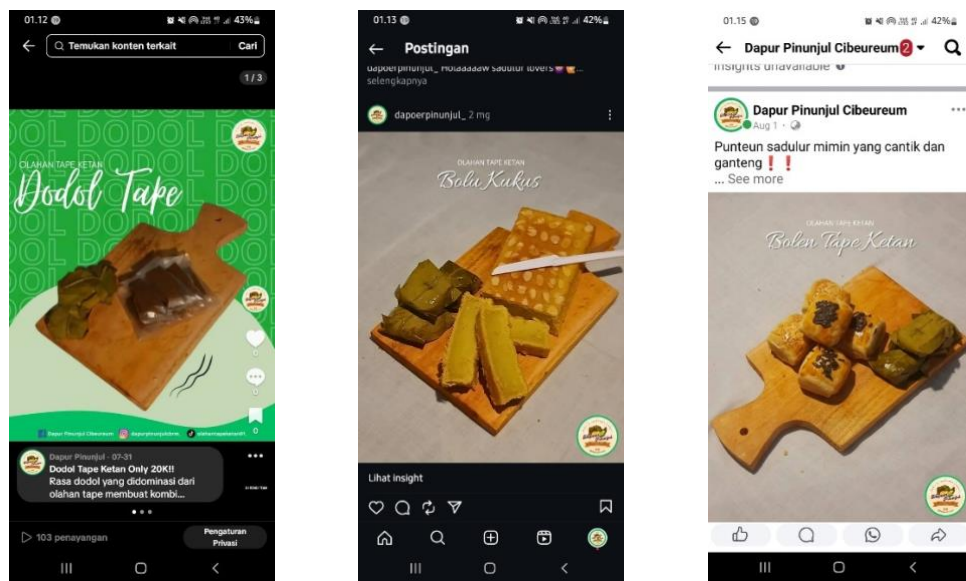 01.12
43%
Temukan konten terkait
Cari
1/3
OLAHAN TAPE KETAN
Dodol Tape
0
0
0
Dapur Pinunjul Cibeureum
Dapur Pinunjul · 07-31
Dodol Tape Ketan Only 20K!!
Rasa dodol yang didominasi dari
olahan tape membuat kombi...
103 penayangan
Pengaturan
Privasi
01.13
42%
Postingan
selengkapnya
dapoerpinunjul_ 2 mg
OLAHAN TAPE KETAN
Bolu Kukus
Lihat insight
01.15
42%
Dapur Pinunjul Cibeureum
2
Insights unavailable
Dapur Pinunjul Cibeureum
Aug 1
Punteun sadulur mimin yang cantik dan
ganteng❗❗
... See more
OLAHAN TAPE KETAN
Bolen Tape Ketan